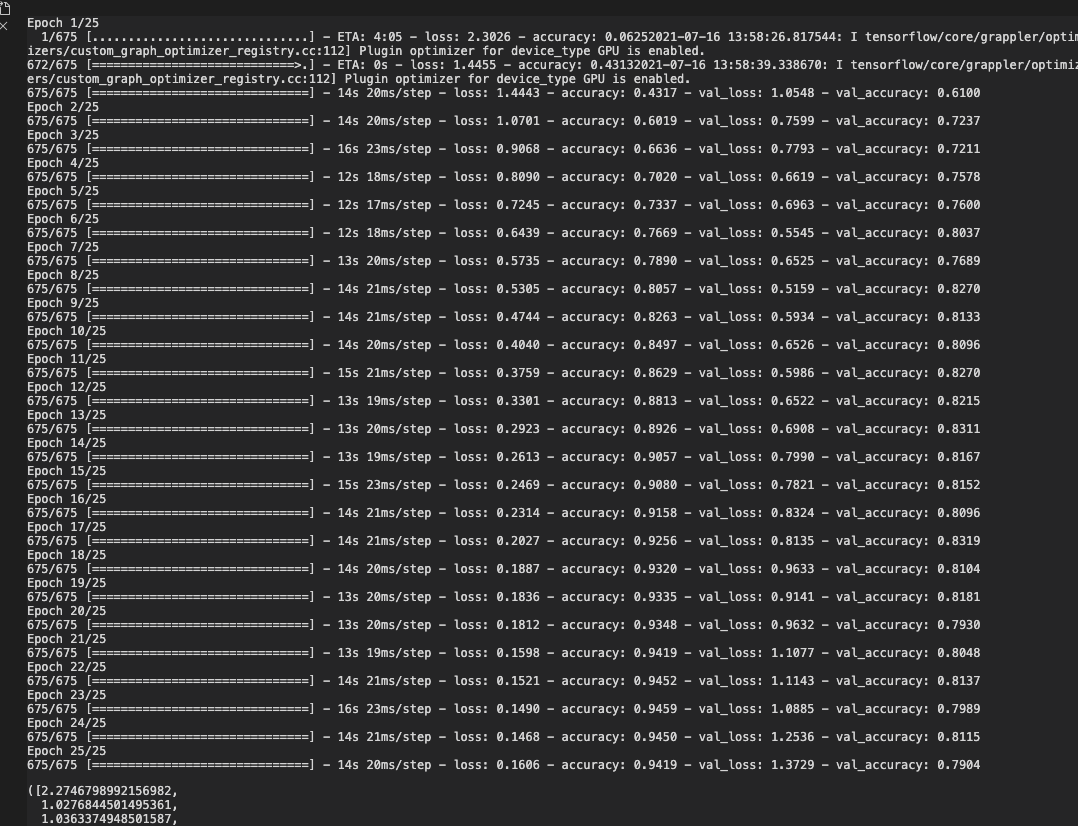 Epoch 1/25
1/675 [..............................] - ETA: 4:05 - loss: 2.3026 - accuracy: 0.06252021-07-16 13:58:26.817544: I tensorflow/core/grappler/optim
izers/custom_graph_optimizer_registry.cc:112] Plugin optimizer for device_type GPU is enabled.
672/675 [============================>.] - ETA: 0s - loss: 1.4455 - accuracy: 0.43132021-07-16 13:58:39.338670: I tensorflow/core/grappler/optimiz
ers/custom_graph_optimizer_registry.cc:112] Plugin optimizer for device_type GPU is enabled.
675/675 [==============================] - 14s 20ms/step - loss: 1.4443 - accuracy: 0.4317 - val_loss: 1.0548 - val_accuracy: 0.6100
Epoch 2/25
675/675 [==============================] - 14s 20ms/step - loss: 1.0701 - accuracy: 0.6019 - val_loss: 0.7599 - val_accuracy: 0.7237
Epoch 3/25
675/675 [==============================] - 16s 23ms/step - loss: 0.9068 - accuracy: 0.6636 - val_loss: 0.7793 - val_accuracy: 0.7211
Epoch 4/25
675/675 [==============================] - 12s 18ms/step - loss: 0.8090 - accuracy: 0.7020 - val_loss: 0.6619 - val_accuracy: 0.7578
Epoch 5/25
675/675 [==============================] - 12s 17ms/step - loss: 0.7245 - accuracy: 0.7337 - val_loss: 0.6963 - val_accuracy: 0.7600
Epoch 6/25
675/675 [==============================] - 12s 18ms/step - loss: 0.6439 - accuracy: 0.7669 - val_loss: 0.5545 - val_accuracy: 0.8037
Epoch 7/25
675/675 [==============================] - 13s 20ms/step - loss: 0.5735 - accuracy: 0.7890 - val_loss: 0.6525 - val_accuracy: 0.7689
Epoch 8/25
675/675 [==============================] - 14s 21ms/step - loss: 0.5305 - accuracy: 0.8057 - val_loss: 0.5159 - val_accuracy: 0.8270
Epoch 9/25
675/675 [==============================] - 14s 21ms/step - loss: 0.4744 - accuracy: 0.8263 - val_loss: 0.5934 - val_accuracy: 0.8133
Epoch 10/25
675/675 [==============================] - 14s 20ms/step - loss: 0.4040 - accuracy: 0.8497 - val_loss: 0.6526 - val_accuracy: 0.8096
Epoch 11/25
675/675 [==============================] - 15s 21ms/step - loss: 0.3759 - accuracy: 0.8629 - val_loss: 0.5986 - val_accuracy: 0.8270
Epoch 12/25
675/675 [==============================] - 13s 19ms/step - loss: 0.3301 - accuracy: 0.8813 - val_loss: 0.6522 - val_accuracy: 0.8215
Epoch 13/25
675/675 [==============================] - 13s 20ms/step - loss: 0.2923 - accuracy: 0.8926 - val_loss: 0.6908 - val_accuracy: 0.8311
Epoch 14/25
675/675 [==============================] - 13s 19ms/step - loss: 0.2613 - accuracy: 0.9057 - val_loss: 0.7990 - val_accuracy: 0.8167
Epoch 15/25
675/675 [==============================] - 15s 23ms/step - loss: 0.2469 - accuracy: 0.9080 - val_loss: 0.7821 - val_accuracy: 0.8152
Epoch 16/25
675/675 [==============================] - 14s 21ms/step - loss: 0.2314 - accuracy: 0.9158 - val_loss: 0.8324 - val_accuracy: 0.8096
Epoch 17/25
675/675 [==============================] - 14s 21ms/step - loss: 0.2027 - accuracy: 0.9256 - val_loss: 0.8135 - val_accuracy: 0.8319
Epoch 18/25
675/675 [==============================] - 14s 20ms/step - loss: 0.1887 - accuracy: 0.9320 - val_loss: 0.9633 - val_accuracy: 0.8104
Epoch 19/25
675/675 [==============================] - 13s 20ms/step - loss: 0.1836 - accuracy: 0.9335 - val_loss: 0.9141 - val_accuracy: 0.8181
Epoch 20/25
675/675 [==============================] - 13s 20ms/step - loss: 0.1812 - accuracy: 0.9348 - val_loss: 0.9632 - val_accuracy: 0.7930
Epoch 21/25
675/675 [==============================] - 13s 19ms/step - loss: 0.1598 - accuracy: 0.9419 - val_loss: 1.1077 - val_accuracy: 0.8048
Epoch 22/25
675/675 [==============================] - 14s 21ms/step - loss: 0.1521 - accuracy: 0.9452 - val_loss: 1.1143 - val_accuracy: 0.8137
Epoch 23/25
675/675 [==============================] - 16s 23ms/step - loss: 0.1490 - accuracy: 0.9459 - val_loss: 1.0885 - val_accuracy: 0.7989
Epoch 24/25
675/675 [==============================] - 14s 21ms/step - loss: 0.1468 - accuracy: 0.9450 - val_loss: 1.2536 - val_accuracy: 0.8115
Epoch 25/25
675/675 [==============================] - 14s 20ms/step - loss: 0.1606 - accuracy: 0.9419 - val_loss: 1.3729 - val_accuracy: 0.7904
([2.2746798992156982,
1.0276844501495361,
1.0363374948501587,